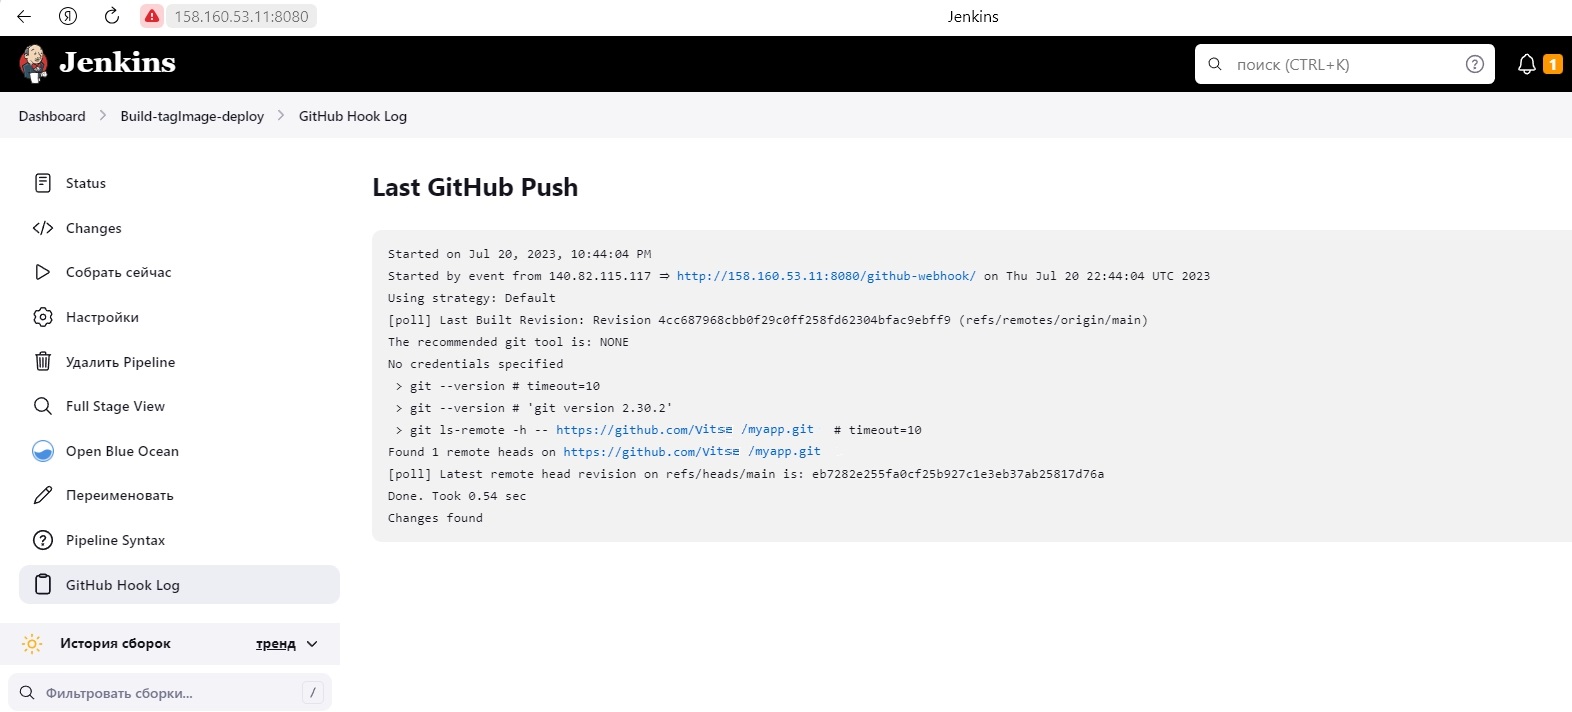 158.160.53.11:8080
Jenkins
Jenkins
поиск (CTRL+K)
1
Dashboard > Build-tagImage-deploy > GitHub Hook Log
Status
Changes
Собрать сейчас
Настройки
Удалить Pipeline
Full Stage View
Open Blue Ocean
Переименовать
Pipeline Syntax
GitHub Hook Log
История сборок тренд
Фильтровать сборки... /
Last GitHub Push
Started on Jul 20, 2023, 10:44:04 PM
Started by event from 140.82.115.117 ⇒ http://158.160.53.11:8080/github-webhook/ on Thu Jul 20 22:44:04 UTC 2023
Using strategy: Default
[poll] Last Built Revision: Revision 4cc687968cbb0f29c0ff258fd62304bfac9ebff9 (refs/remotes/origin/main)
The recommended git tool is: NONE
No credentials specified
> git --version # timeout=10
> git --version # 'git version 2.30.2'
> git ls-remote -h -- https://github.com/Vitse /myapp.git # timeout=10
Found 1 remote heads on https://github.com/Vitse /myapp.git
[poll] Latest remote head revision on refs/heads/main is: eb7282e255fa0cf25b927c1e3eb37ab25817d76a
Done. Took 0.54 sec
Changes found